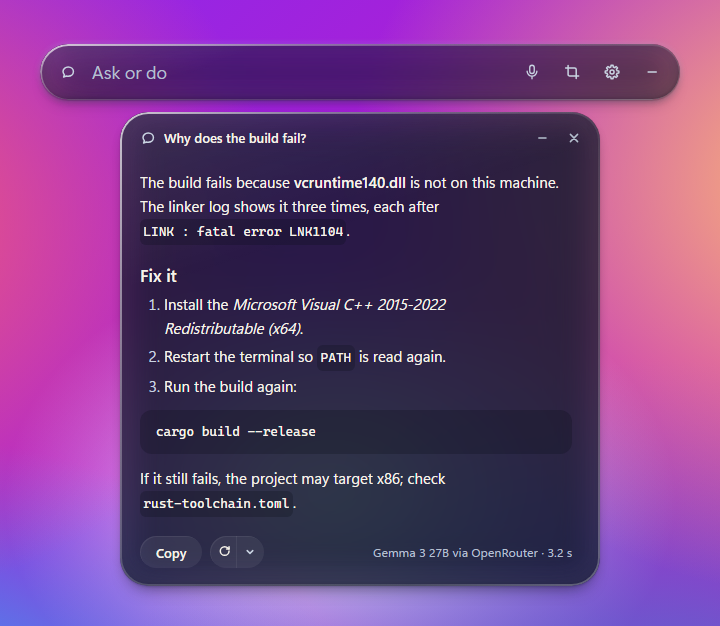 Ask or do
Why does the build fail?
The build fails because vcruntime140.dll is not on this machine.
The linker log shows it three times, each after
LINK : fatal error LNK1104.
Fix it
1. Install the Microsoft Visual C++ 2015-2022
Redistributable (x64).
2. Restart the terminal so PATH is read again.
3. Run the build again:
cargo build --release
If it still fails, the project may target x86; check
rust-toolchain.toml.
Copy
Gemma 3 27B via OpenRouter · 3.2 s